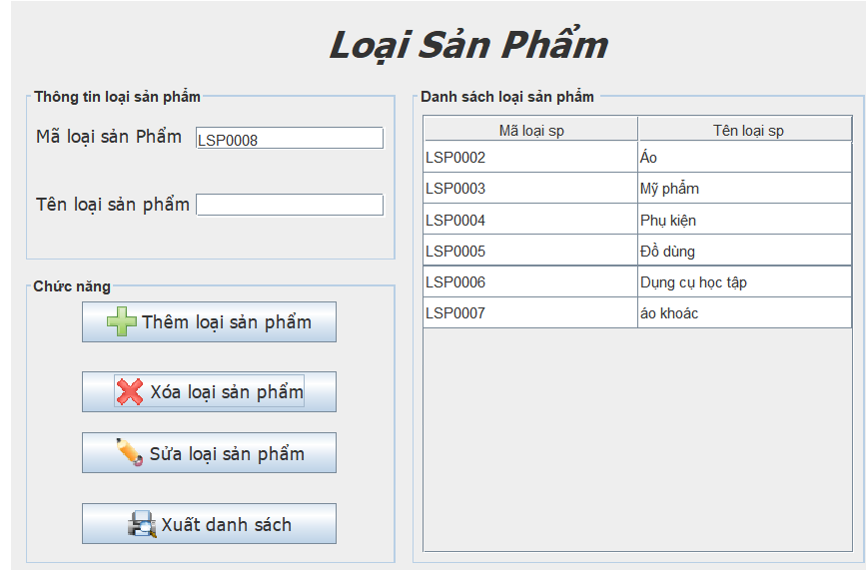 Loại Sản Phẩm
Thông tin loại sản phẩm
Mã loại sản Phẩm LSP0008
Tên loại sản phẩm
Chức năng
Thêm loại sản phẩm
Xóa loại sản phẩm
Sửa loại sản phẩm
Xuất danh sách
Danh sách loại sản phẩm
Mã loại sp Tên loại sp
LSP0002 Áo
LSP0003 Mỹ phẩm
LSP0004 Phụ kiện
LSP0005 Đồ dùng
LSP0006 Dụng cụ học tập
LSP0007 áo khoác